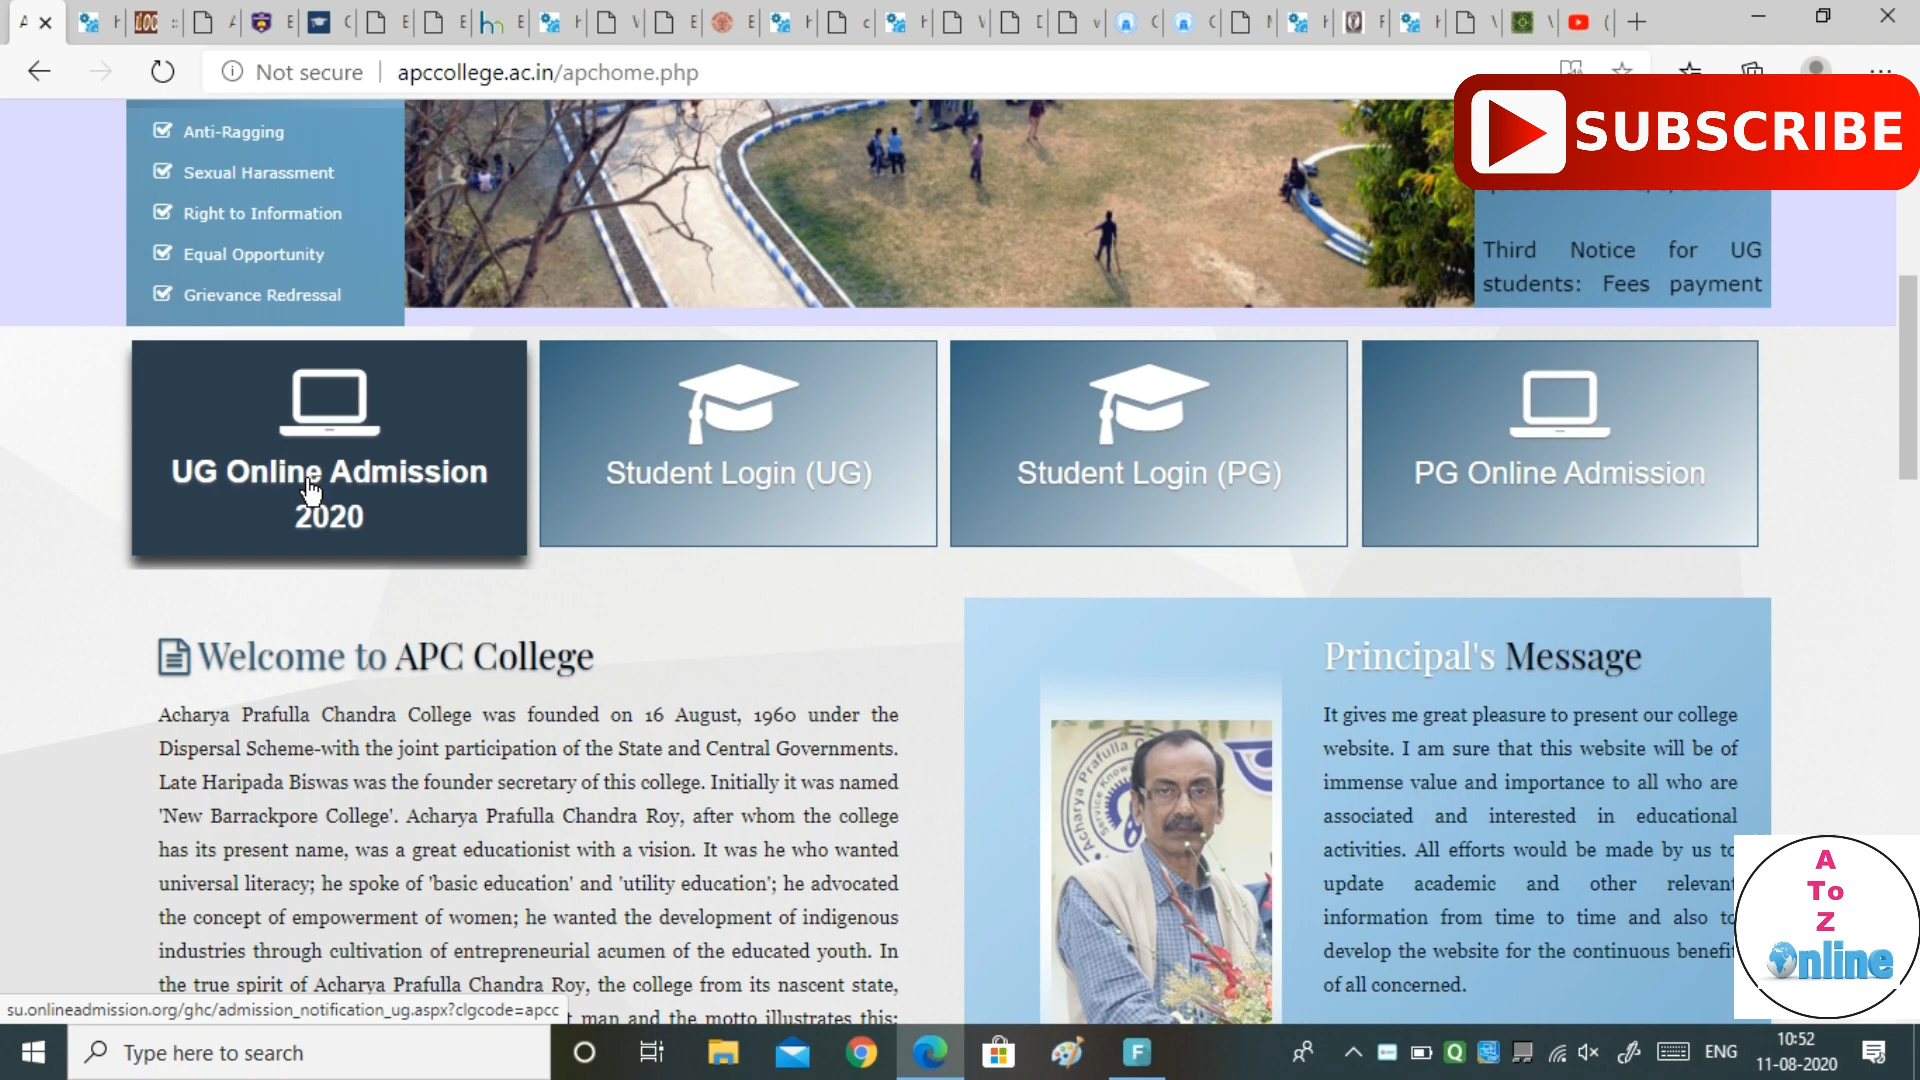 Not secure
apccollege.ac.in/apchome.php
SUBSCRIBE
Anti-Ragging
Sexual Harassment
Right to Information
Equal Opportunity
Grievance Redressal
Third Notice for UG
students: Fees payment
UG Online Admission
2020
Student Login (UG)
Student Login (PG)
PG Online Admission
Welcome to APC College
Acharya Prafulla Chandra College was founded on 16 August, 1960 under the
Dispersal Scheme-with the joint participation of the State and Central Governments.
Late Haripada Biswas was the founder secretary of this college. Initially it was named
'New Barrackpore College'. Acharya Prafulla Chandra Roy, after whom the college
has its present name, was a great educationist with a vision. It was he who wanted
universal literacy; he spoke of 'basic education' and 'utility education'; he advocated
the concept of empowerment of women; he wanted the development of indigenous
industries through cultivation of entrepreneurial acumen of the educated youth. In
the true spirit of Acharya Prafulla Chandra Roy, the college from its nascent state,
man and the motto illustrates this:
Principal's Message
It gives me great pleasure to present our college
website. I am sure that this website will be of
immense value and importance to all who are
associated and interested in educational
activities. All efforts would be made by us to
update academic and other relevant
information from time to time and also to
develop the website for the continuous benefit
of all concerned.
A
To
Z
Online
su.onlineadmission.org/ghc/admission_notification_ug.aspx?clgcode=apcc
Type here to search
ENG
10:52
11-08-2020